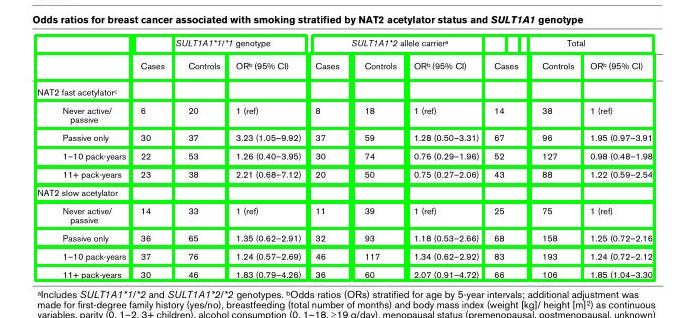 Odds ratios for breast cancer associated with smoking stratified by NAT2 acetylator status and SULT1A1 genotype
SULT1A1*1/*1 genotype SULT1A1*2 allele carrierᵃ Total
Cases Controls ORᵇ (95% CI) Cases Controls ORᵇ (95% CI) Cases Controls ORᵇ (95% CI)
NAT2 fast acetylatorᶜ
Never active/ 6 20 1 (ref) 8 18 1 (ref) 14 38 1 (ref)
passive
Passive only 30 37 3.23 (1.05–9.92) 37 59 1.28 (0.50–3.31) 67 96 1.95 (0.97–3.91
1–10 pack-years 22 53 1.26 (0.40–3.95) 30 74 0.76 (0.29–1.96) 52 127 0.98 (0.48–1.98
11+ pack-years 23 38 2.21 (0.68–7.12) 20 50 0.75 (0.27–2.06) 43 88 1.22 (0.59–2.54
NAT2 slow acetylator
Never active/ 14 33 1 (ref) 11 39 1 (ref) 25 75 1 (ref)
passive
Passive only 36 65 1.35 (0.62–2.91) 32 93 1.18 (0.53–2.66) 68 158 1.25 (0.72–2.16
1–10 pack-years 37 76 1.24 (0.57–2.69) 46 117 1.34 (0.62–2.92) 83 193 1.24 (0.72–2.12
11+ pack-years 30 46 1.83 (0.79–4.26) 36 60 2.07 (0.91–4.72) 66 106 1.85 (1.04–3.30
ᵃIncludes SULT1A1*1/*2 and SULT1A1*2/*2 genotypes. ᵇOdds ratios (ORs) stratified for age by 5-year intervals; additional adjustment was
made for first-degree family history (yes/no), breastfeeding (total number of months) and body mass index (weight [kg]/ height [m]²) as continuous
variables, parity (0, 1–2, 3+ children), alcohol consumption (0, 1–18, ≥19 g/day), menopausal status (premenopausal, postmenopausal, unknown)